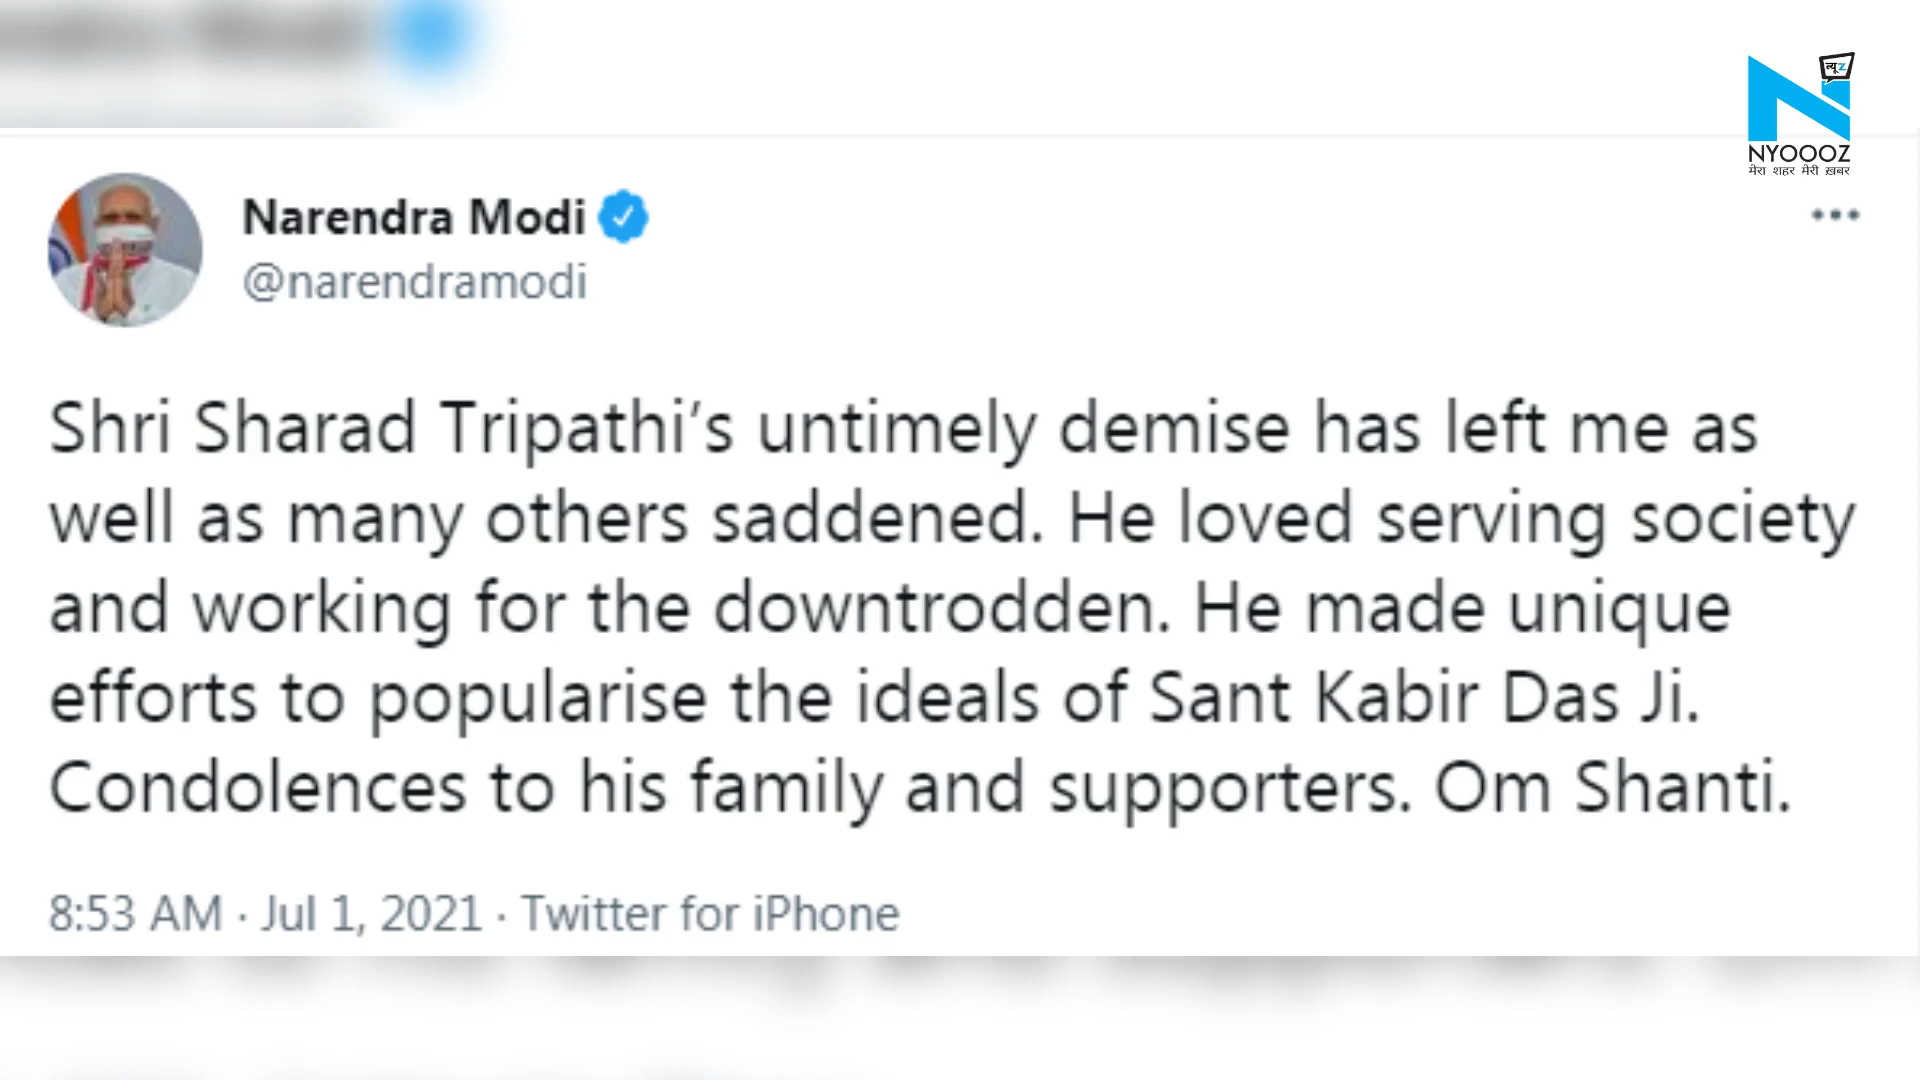 न्यूz
NYOOOZ
मेरा शहर मेरी ख़बर
Narendra Modi
@narendramodi
Shri Sharad Tripathi’s untimely demise has left me as
well as many others saddened. He loved serving society
and working for the downtrodden. He made unique
efforts to popularise the ideals of Sant Kabir Das Ji.
Condolences to his family and supporters. Om Shanti.
8:53 AM · Jul 1, 2021 · Twitter for iPhone